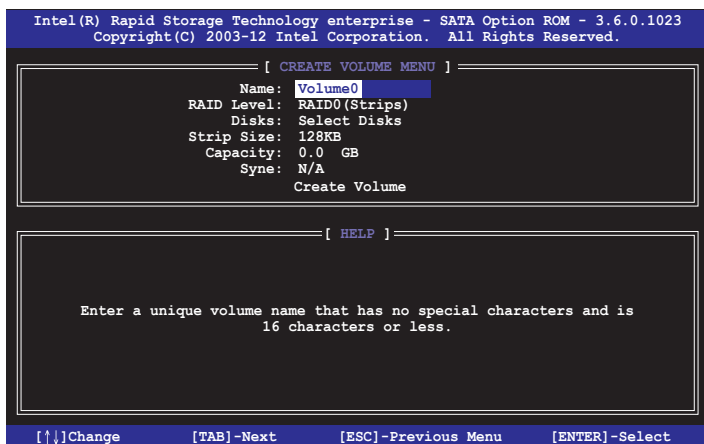 Intel(R) Rapid Storage Technology enterprise - SATA Option ROM - 3.6.0.1023
Copyright(C) 2003-12 Intel Corporation. All Rights Reserved.
[ CREATE VOLUME MENU ]
Name: Volume0
RAID Level: RAID0(Strips)
Disks: Select Disks
Strip Size: 128KB
Capacity: 0.0 GB
Syne: N/A
Create Volume
[ HELP ]
Enter a unique volume name that has no special characters and is
16 characters or less.
[↑↓]Change [TAB]-Next [ESC]-Previous Menu [ENTER]-Select